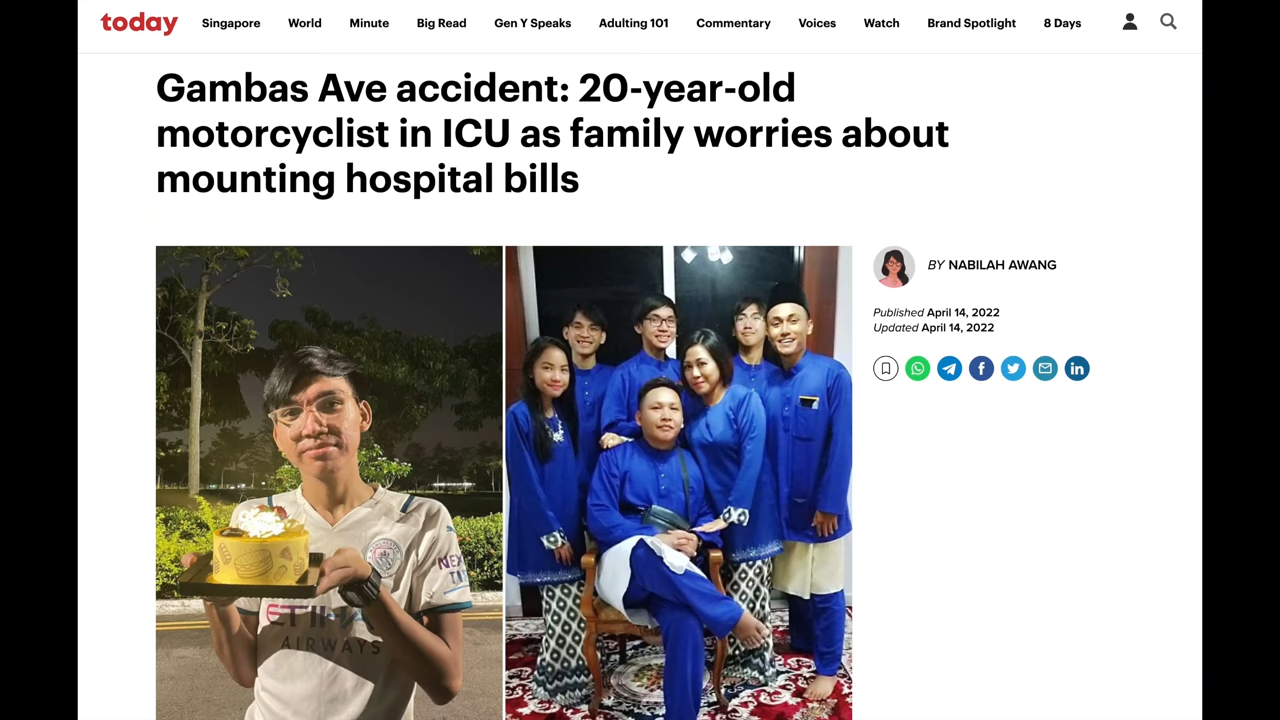 today Singapore World Minute Big Read Gen Y Speaks Adulting 101 Commentary Voices Watch Brand Spotlight 8 Days
Gambas Ave accident: 20-year-old
motorcyclist in ICU as family worries about
mounting hospital bills
BY NABILAH AWANG
Published April 14, 2022
Updated April 14, 2022
ETIHAD
AIRWAYS